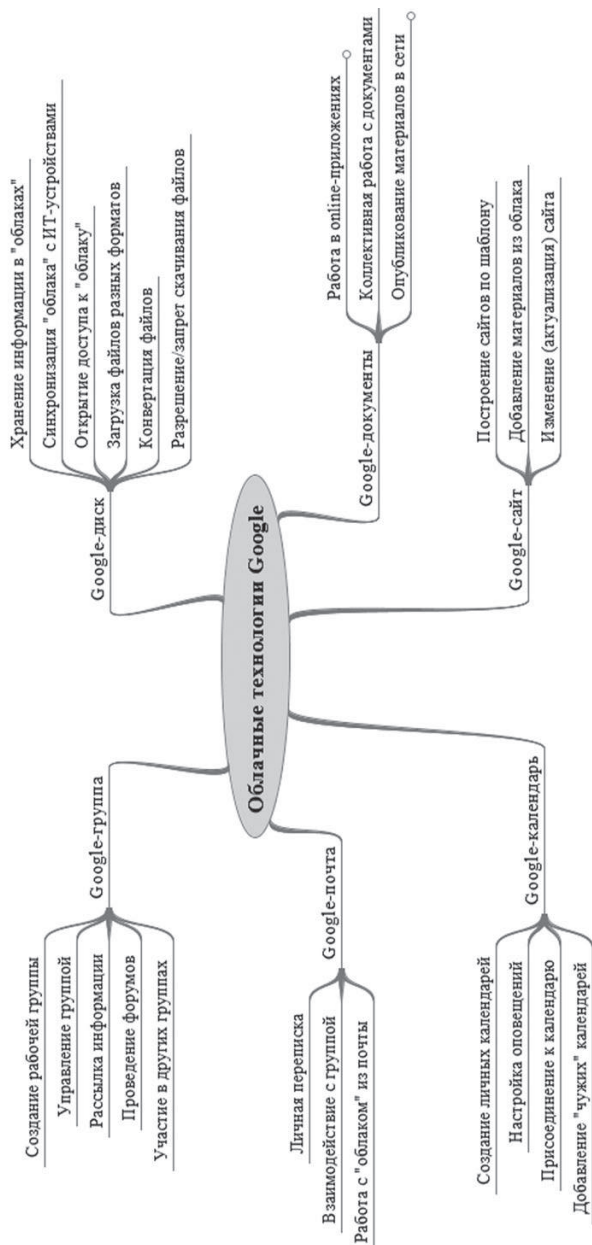 Облачные технологии Google
Google-группа
Создание рабочей группы
Управление группой
Рассылка информации
Проведение форумов
Участие в других группах
Google-почта
Личная переписка
Взаимодействие с группой
Работа с "облаком" из почты
Google-календарь
Создание личных календарей
Настройка оповещений
Присоединение к календарю
Добавление "чужих" календарей
Google-диск
Хранение информации в "облаках"
Синхронизация "облака" с ИТ-устройствами
Открытие доступа к "облаку"
Загрузка файлов разных форматов
Конвертация файлов
Разрешение/запрет скачивания файлов
Google-документы
Работа в online-приложениях
Коллективная работа с документами
Опубликование материалов в сети
Google-сайт
Построение сайтов по шаблону
Добавление материалов из облака
Изменение (актуализация) сайта